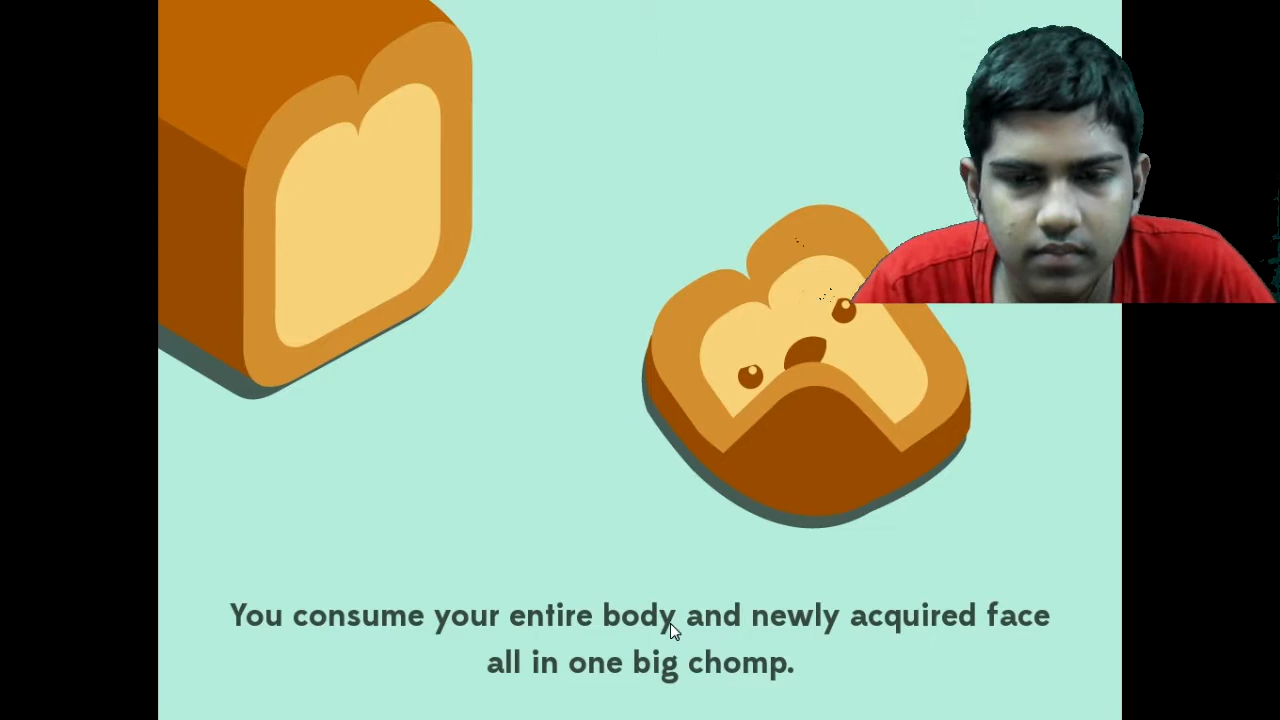 You consume your entire body and newly acquired face
all in one big chomp.